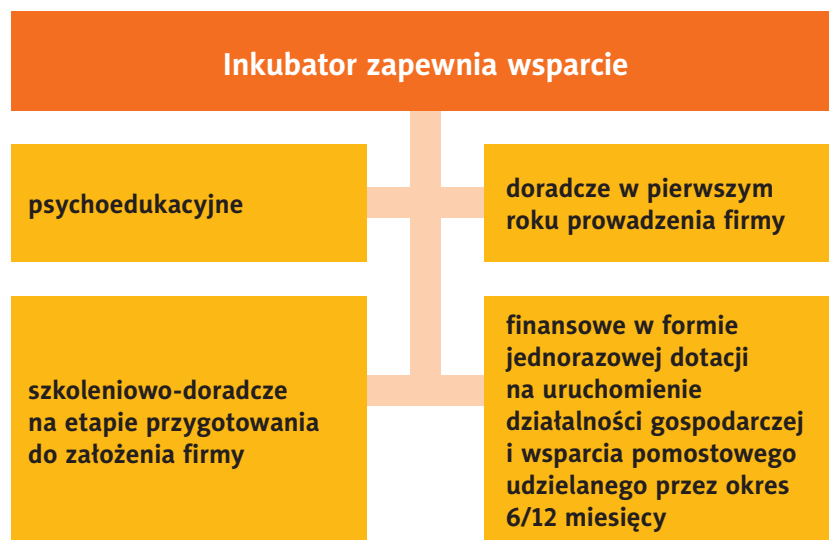 Inkubator zapewnia wsparcie
psychoedukacyjne
doradcze w pierwszym
roku prowadzenia firmy
szkoleniowo-doradcze
na etapie przygotowania
do założenia firmy
finansowe w formie
jednorazowej dotacji
na uruchomienie
działalności gospodarczej
i wsparcia pomostowego
udzielanego przez okres
6/12 miesięcy